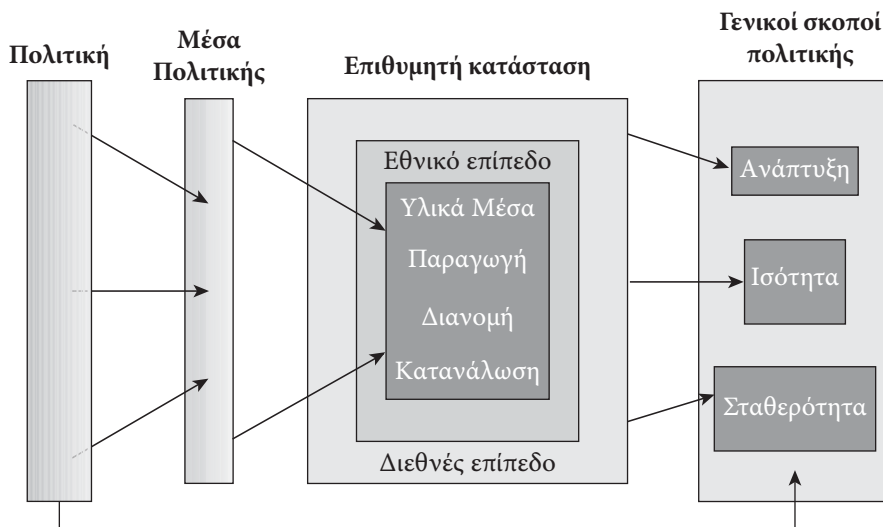 Πολιτική
Μέσα
Πολιτικής
Επιθυμητή κατάσταση
Γενικοί σκοποί
πολιτικής
Εθνικό επίπεδο
Υλικά Μέσα
Παραγωγή
Διανομή
Κατανάλωση
Διεθνές επίπεδο
Ανάπτυξη
Ισότητα
Σταθερότητα